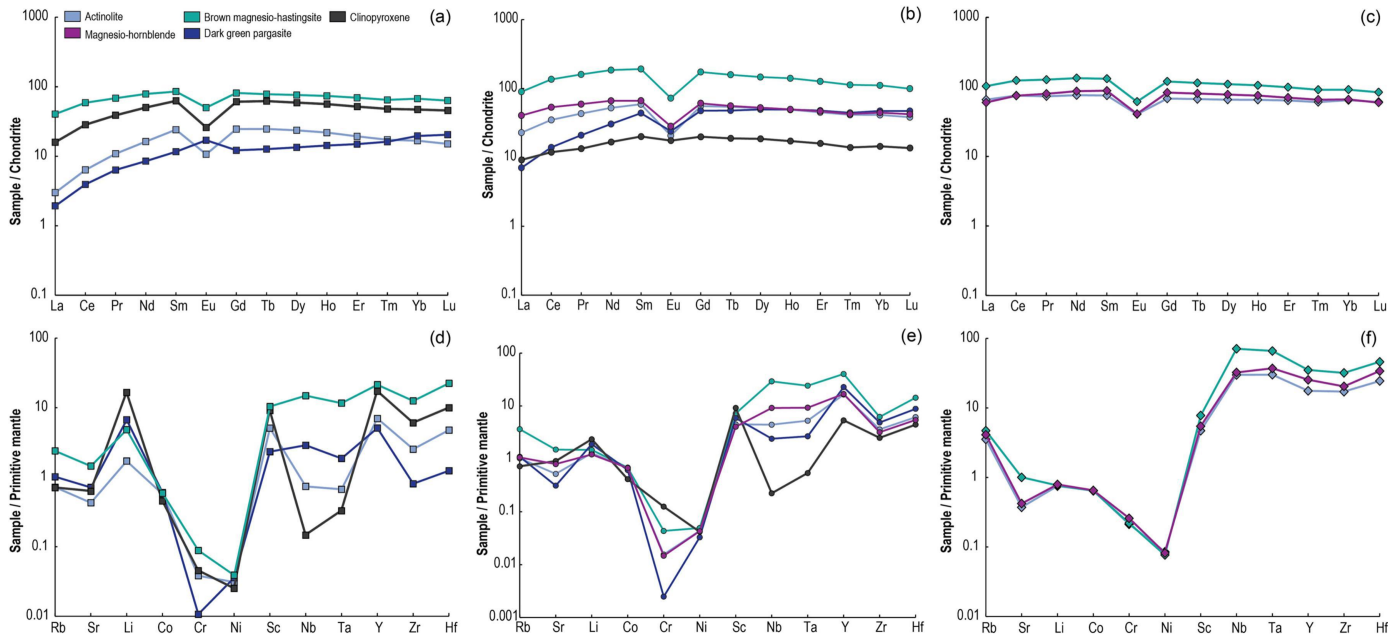 (a)
Actinolite
Brown magnesio-hastingsite
Clinopyroxene
Magnesio-hornblende
Dark green pargasite
Sample / Chondrite
1000
100
10
1
0.1
La Ce Pr Nd Sm Eu Gd Tb Dy Ho Er Tm Yb Lu
(b)
Sample / Chondrite
1000
100
10
1
0.1
La Ce Pr Nd Sm Eu Gd Tb Dy Ho Er Tm Yb Lu
(c)
Sample / Chondrite
1000
100
10
1
0.1
La Ce Pr Nd Sm Eu Gd Tb Dy Ho Er Tm Yb Lu
(d)
Sample / Primitive mantle
100
10
1
0.1
0.01
Rb Sr Li Co Cr Ni Sc Nb Ta Y Zr Hf
(e)
Sample / Primitive mantle
100
10
1
0.1
0.01
0.001
Rb Sr Li Co Cr Ni Sc Nb Ta Y Zr Hf
(f)
Sample / Primitive mantle
100
10
1
0.1
0.01
Rb Sr Li Co Cr Ni Sc Nb Ta Y Zr Hf